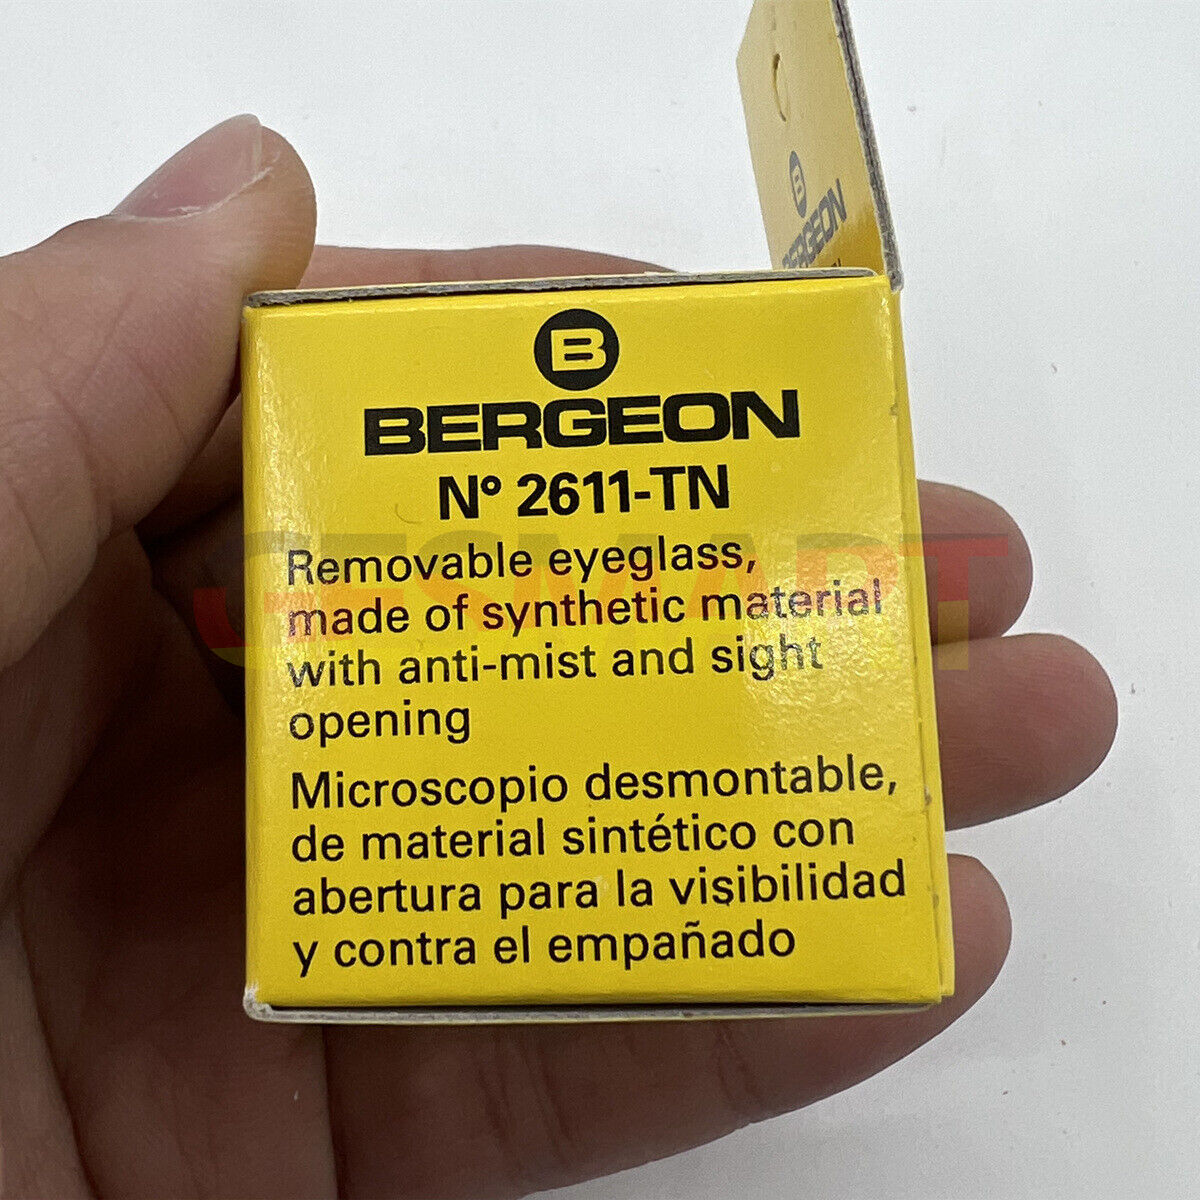 B
BERGEON
B
BERGEON
N° 2611-TN
Removable eyeglass,
made of synthetic material
with anti-mist and sight
opening
Microscopio desmontable,
de material sintético con
abertura para la visibilidad
y contra el empañado
GESMART